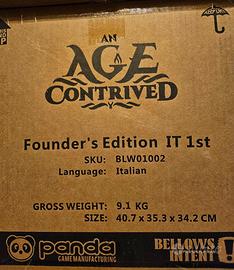 AN
AGE
CONTRIVED
Founder's Edition IT 1st
SKU: BLW01002
Language: Italian
GROSS WEIGHT: 9.1 KG
SIZE: 40.7 x 35.3 x 34.2 CM
panda
GAME MANUFACTURING
BELLOWS
INTENT